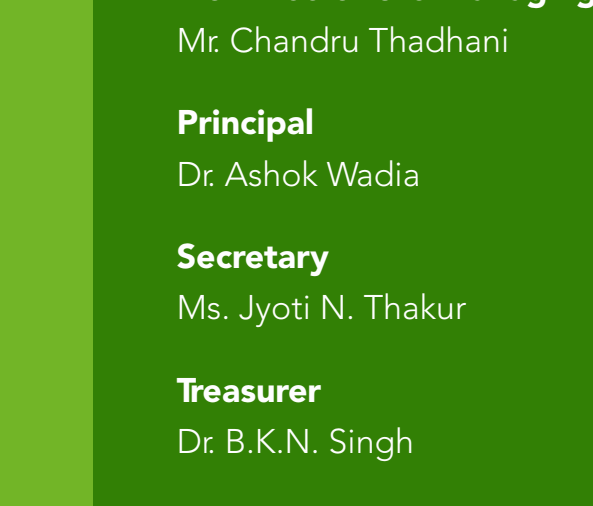 Mr. Chandru Thadhani
Principal
Dr. Ashok Wadia
Secretary
Ms. Jyoti N. Thakur
Treasurer
Dr. B.K.N. Singh